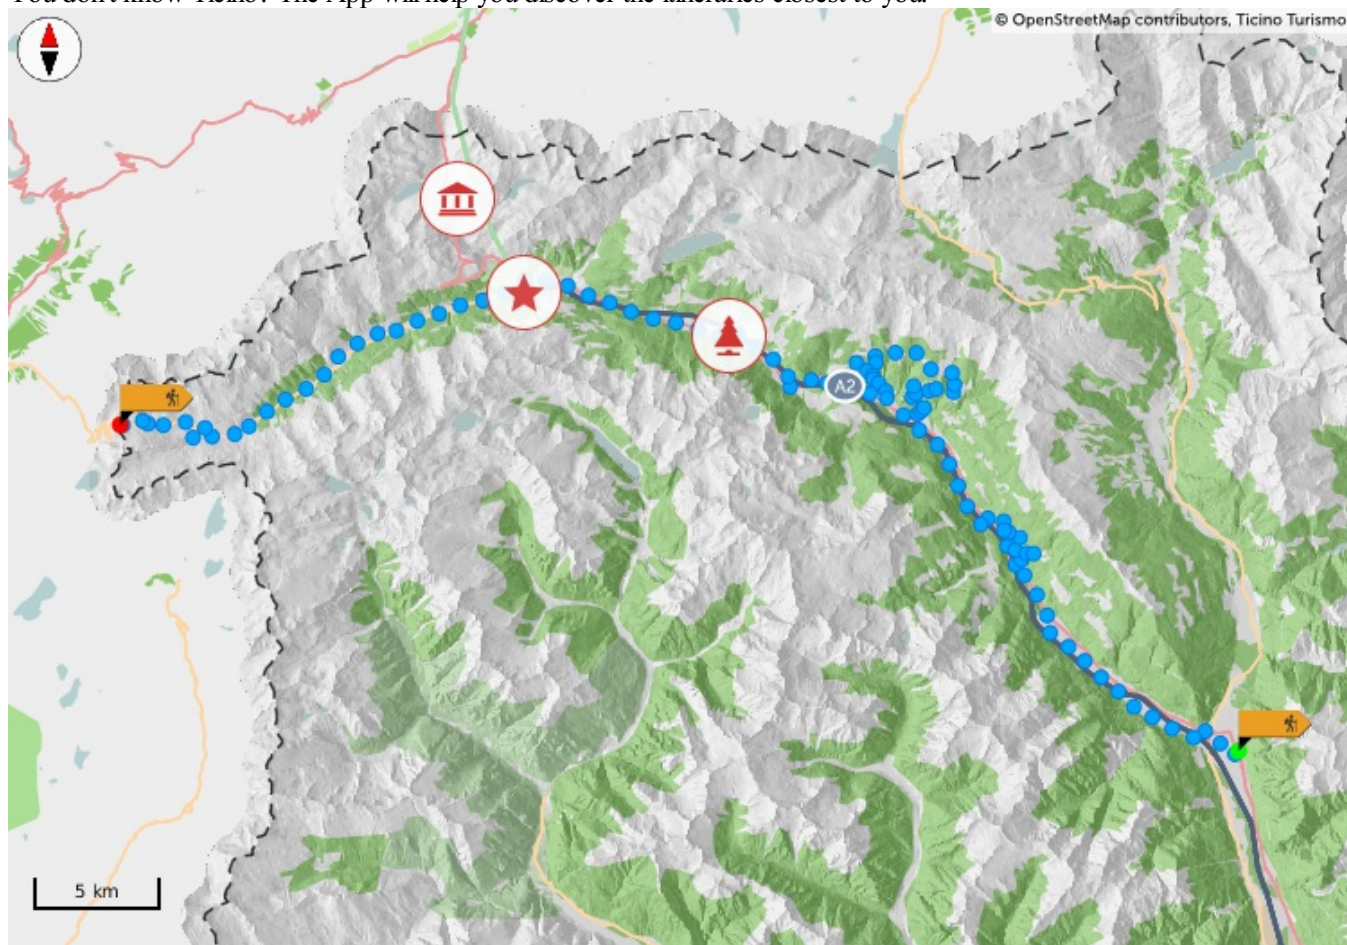 You don't know Ticino? The App will help you discover the itineraries closest to you.
© OpenStreetMap contributors, Ticino Turismo
A2
5 km